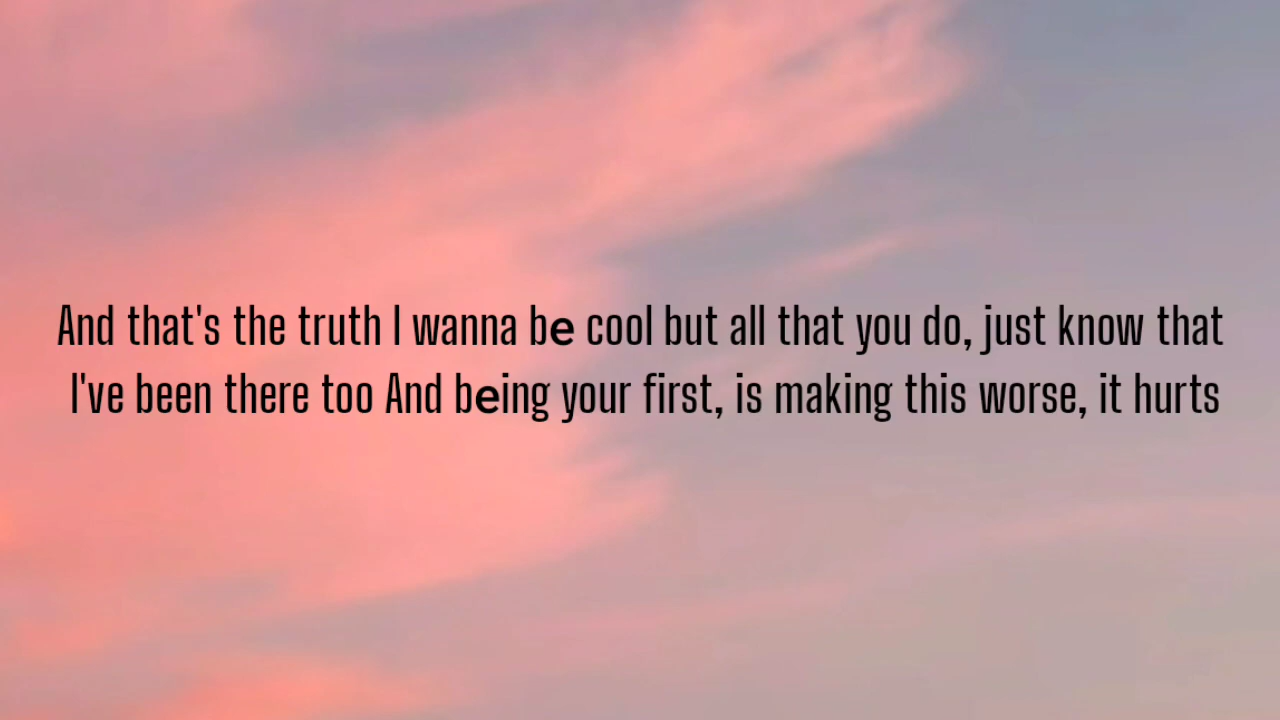 And that's the truth I wanna be cool but all that you do, just know that
I've been there too And being your first, is making this worse, it hurts